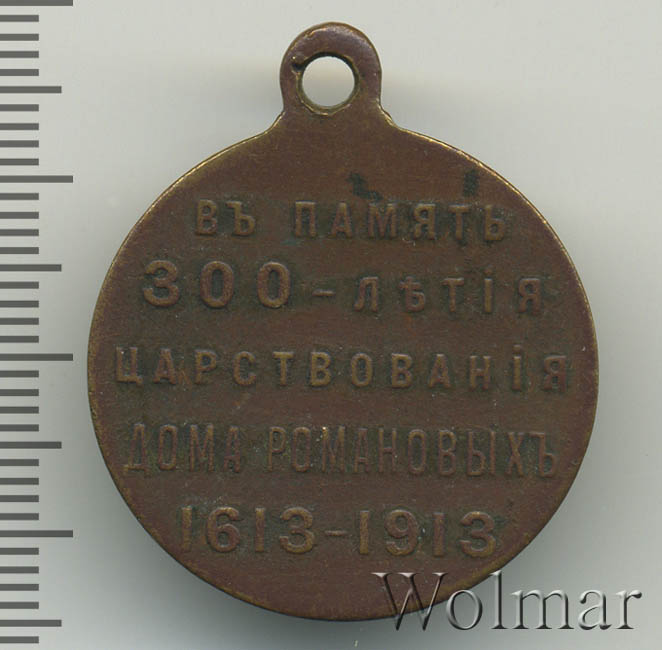 ВЪ ПАМЯТЬ
300-ЛѢТІЯ
ЦАРСТВОВАНІЯ
ДОМА РОМАНОВЫХЪ
1613-1913
Wolmar